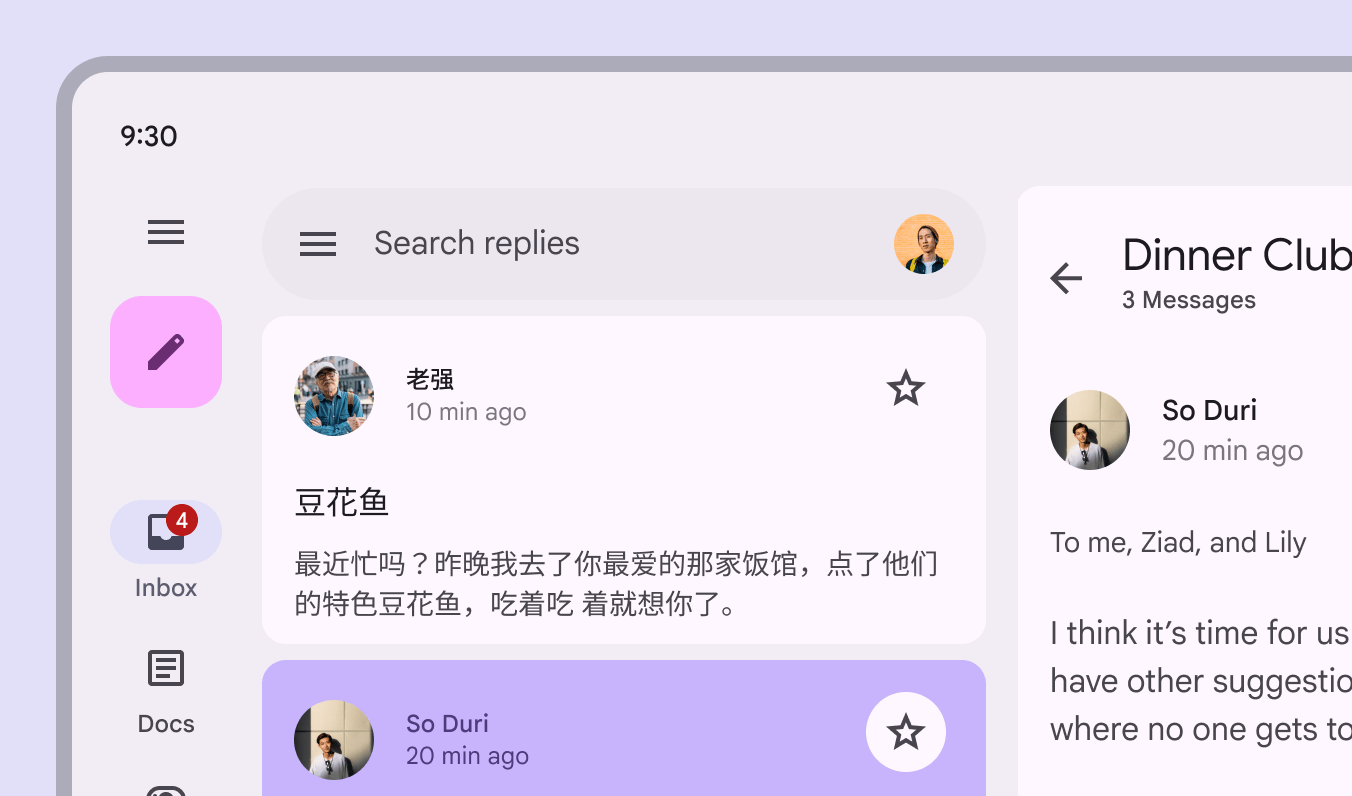 9:30
Search replies
老强
10 min ago
豆花鱼
最近忙吗？昨晚我去了你最爱的那家饭馆，点了他们
的特色豆花鱼，吃着吃 着就想你了。
So Duri
20 min ago
4
Inbox
Docs
Dinner Club
3 Messages
So Duri
20 min ago
To me, Ziad, and Lily
I think it’s time for us
have other suggestio
where no one gets to